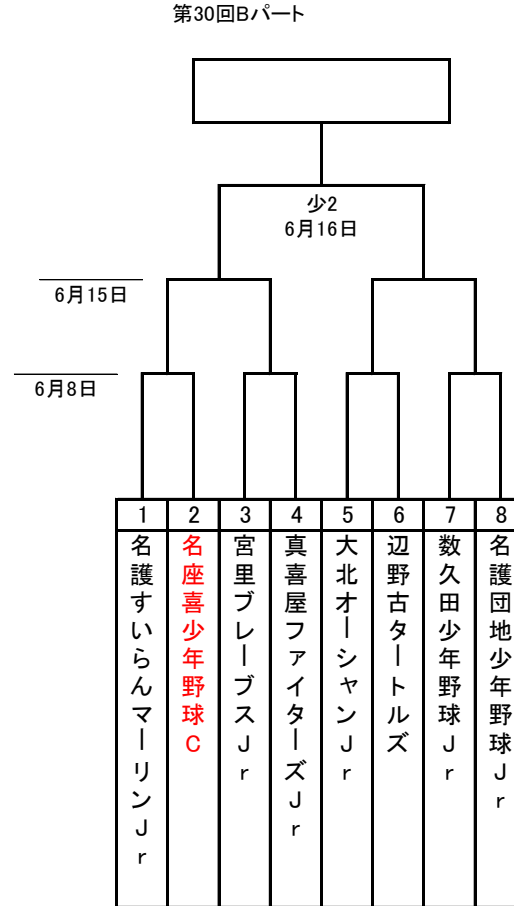 第30回Bパート
少2
6月16日
6月15日
6月8日
1
2
3
4
5
6
7
8
名護すいらんマーリンJr
名座喜少年野球C
宮里ブレーブスJr
真喜屋ファイターズJr
大北オーシャンJr
辺野古タートルズ
数久田少年野球Jr
名護団地少年野球Jr